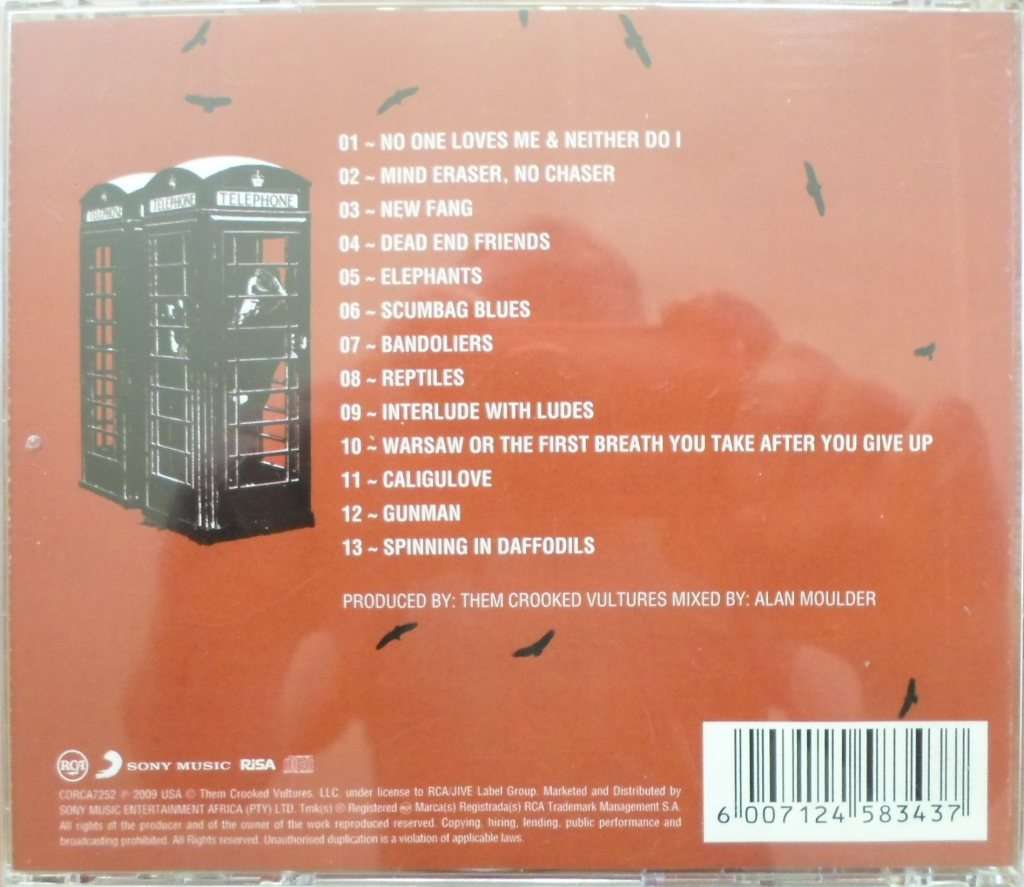 TELEPHONE TELEPHONE TELEPHONE
01 ~ NO ONE LOVES ME & NEITHER DO I
02 ~ MIND ERASER, NO CHASER
03 ~ NEW FANG
04 ~ DEAD END FRIENDS
05 ~ ELEPHANTS
06 ~ SCUMBAG BLUES
07 ~ BANDOLIERS
08 ~ REPTILES
09 ~ INTERLUDE WITH LUDES
10 ~ WARSAW OR THE FIRST BREATH YOU TAKE AFTER YOU GIVE UP
11 ~ CALIGULOVE
12 ~ GUNMAN
13 ~ SPINNING IN DAFFODILS
PRODUCED BY: THEM CROOKED VULTURES MIXED BY: ALAN MOULDER
RCA SONY MUSIC RiSA
CDRCA7252 ℗ 2009 USA © Them Crooked Vultures, LLC. under license to RCA/JIVE Label Group. Marketed and Distributed by
SONY MUSIC ENTERTAINMENT AFRICA (PTY) LTD. Tmk(s) ® Registered RCA Marca(s) Registrada(s) RCA Trademark Management S.A.
All rights of the producer and of the owner of the work reproduced reserved. Copying, hiring, lending, public performance and
broadcasting prohibited. All Rights reserved. Unauthorised duplication is a violation of applicable laws.
6 007124 583437